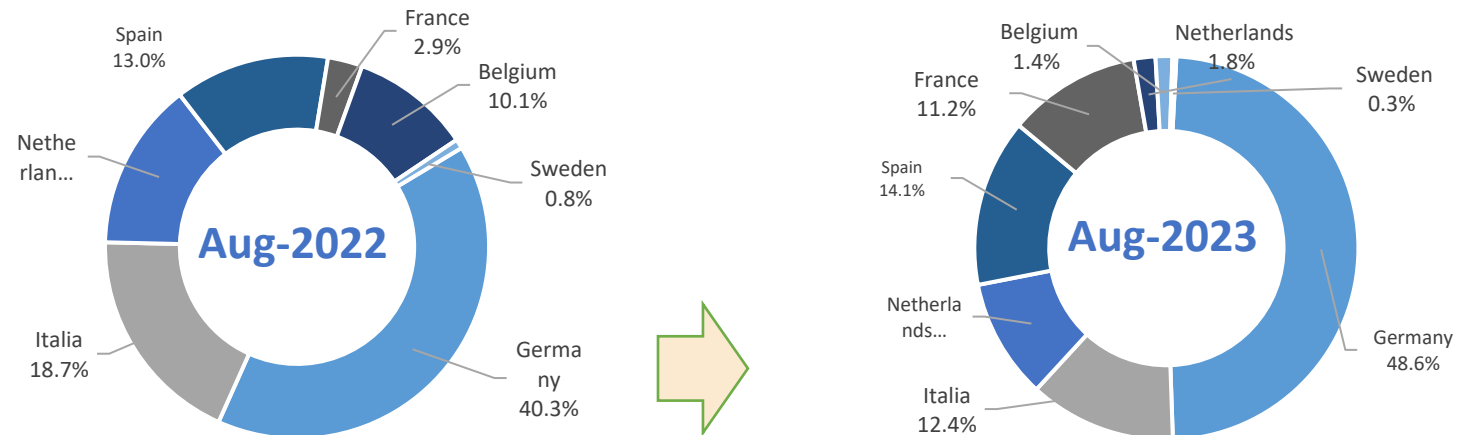 Spain
13.0%
France
2.9%
Belgium
10.1%
Nethe
rlan...
Sweden
0.8%
Aug-2022
Italia
18.7%
Germa
ny
40.3%
Belgium
1.4%
Netherlands
1.8%
Sweden
0.3%
France
11.2%
Spain
14.1%
Aug-2023
Netherla
nds...
Germany
48.6%
Italia
12.4%